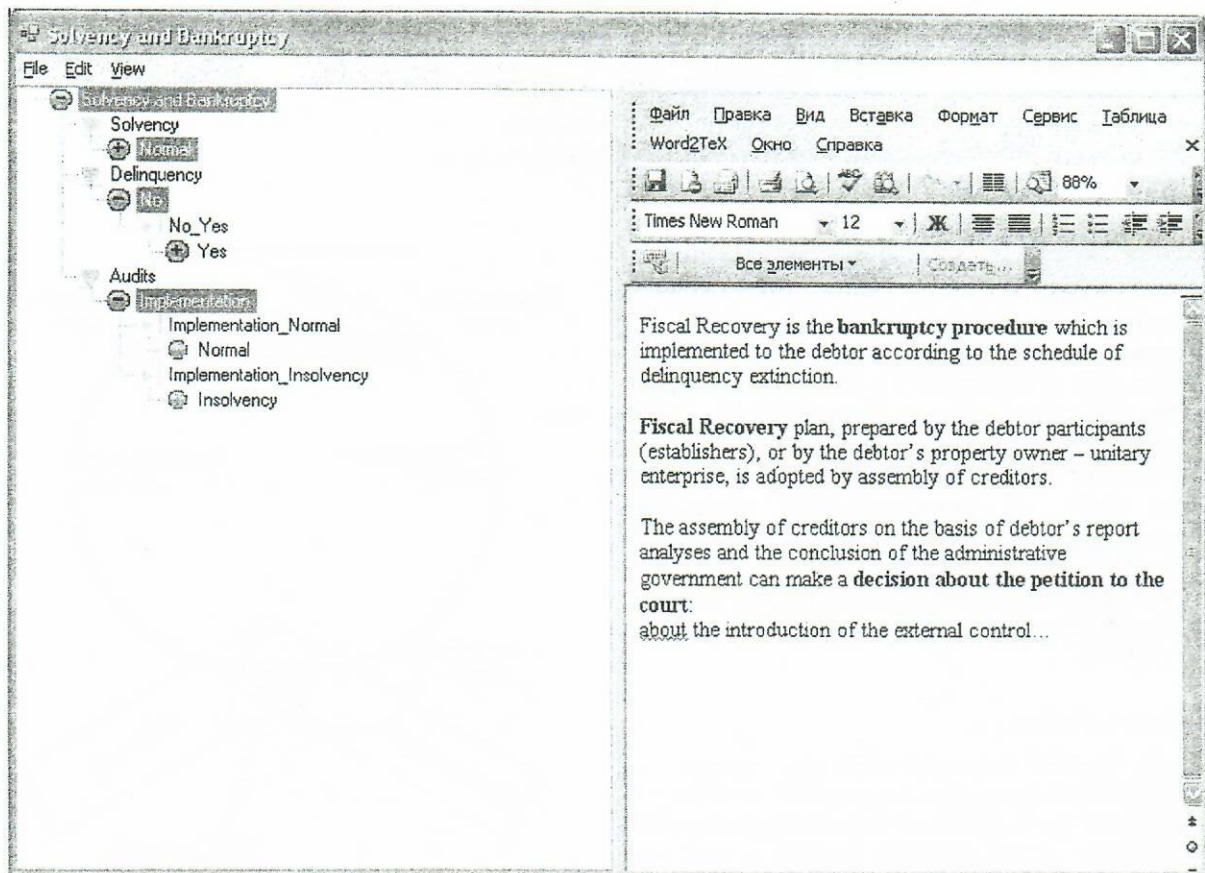 Solvency and Bankruptcy
File Edit View
Solvency and Bankruptcy
Solvency
Normal
Delinquency
No
No_Yes
Yes
Audits
Implementation
Implementation_Normal
Normal
Implementation_Insolvency
Insolvency
Файл Правка Вид Вставка Формат Сервис Таблица
Word2TeX Окно Справка
ABC
88%
Times New Roman 12 Ж
Все элементы Создать...
Fiscal Recovery is the bankruptcy procedure which is
implemented to the debtor according to the schedule of
delinquency extinction.
Fiscal Recovery plan, prepared by the debtor participants
(establishers), or by the debtor's property owner – unitary
enterprise, is adopted by assembly of creditors.
The assembly of creditors on the basis of debtor's report
analyses and the conclusion of the administrative
government can make a decision about the petition to the
court:
about the introduction of the external control...